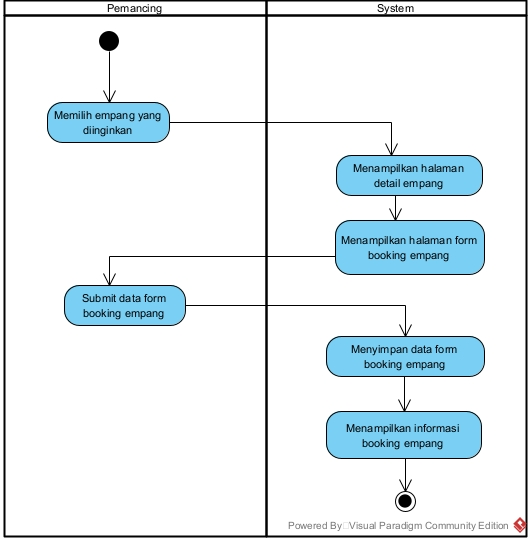 Pemancing
System
Memilih empang yang
diinginkan
Menampilkan halaman
detail empang
Menampilkan halaman form
booking empang
Submit data form
booking empang
Menyimpan data form
booking empang
Menampilkan informasi
booking empang
Powered By Visual Paradigm Community Edition